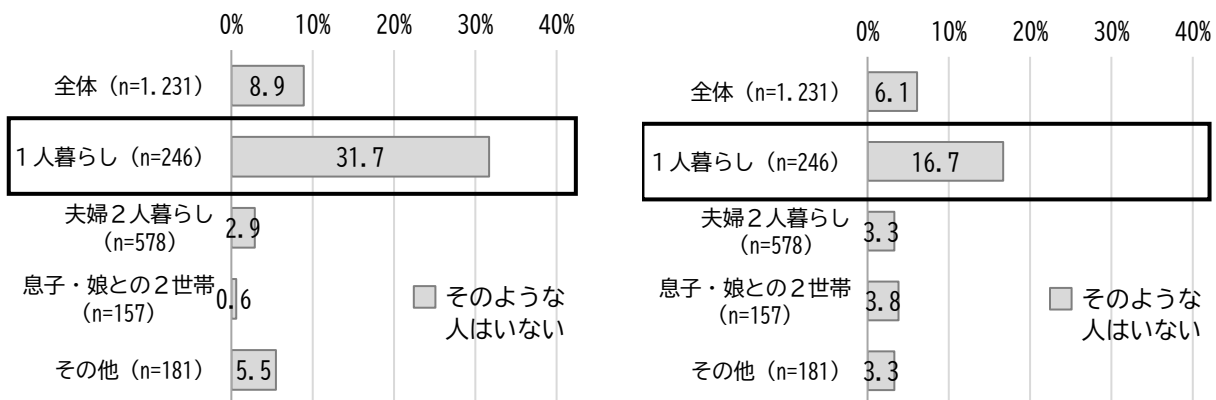 0% 10% 20% 30% 40%
全体（n=1.231） 8.9
１人暮らし（n=246） 31.7
夫婦２人暮らし
（n=578）
2.9
息子・娘との２世帯
（n=157）
0.6
その他（n=181） 5.5
そのような
人はいない
0% 10% 20% 30% 40%
全体（n=1.231） 6.1
１人暮らし（n=246） 16.7
夫婦２人暮らし
（n=578）
3.3
息子・娘との２世帯
（n=157）
3.8
その他（n=181） 3.3
そのような
人はいない